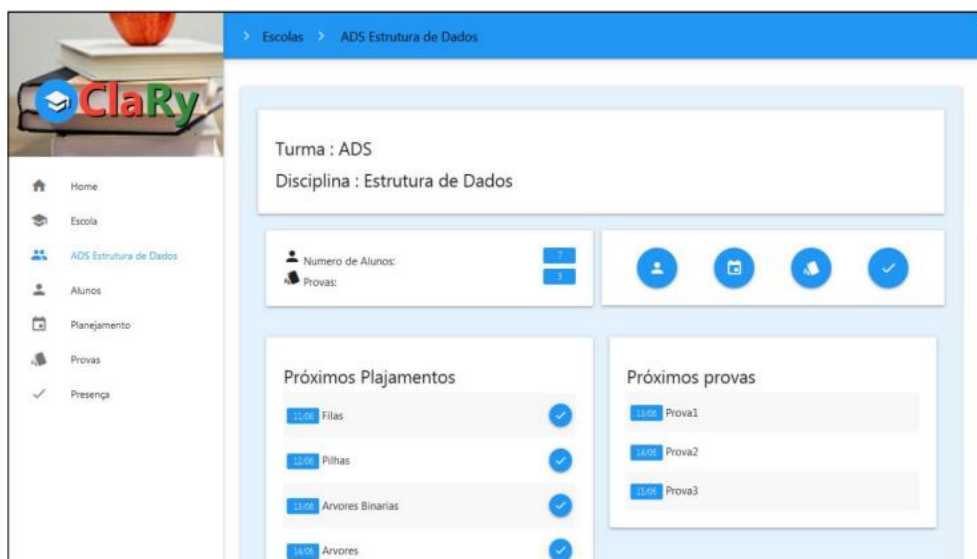 Escolas > ADS Estrutura de Dados
ClaRy
Home
Escola
ADS Estrutura de Dados
Alunos
Planejamento
Provas
Presença
Turma : ADS
Disciplina : Estrutura de Dados
Numero de Alunos: 7
Provas: 3
Próximos Plajamentos
11/06 Filas
12/06 Pilhas
13/06 Arvores Binarias
14/06 Arvores
Próximos provas
13/06 Prova1
14/06 Prova2
15/06 Prova3